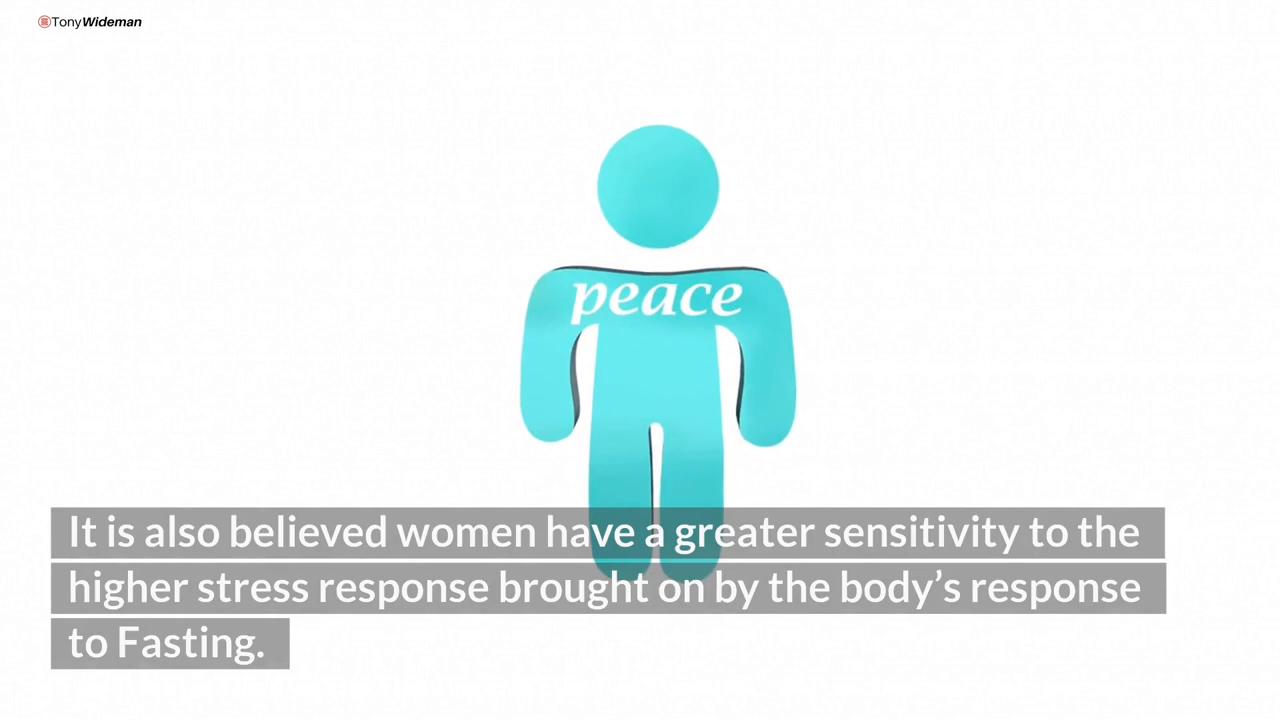 TonyWideman
peace
It is also believed women have a greater sensitivity to the
higher stress response brought on by the body’s response
to Fasting.